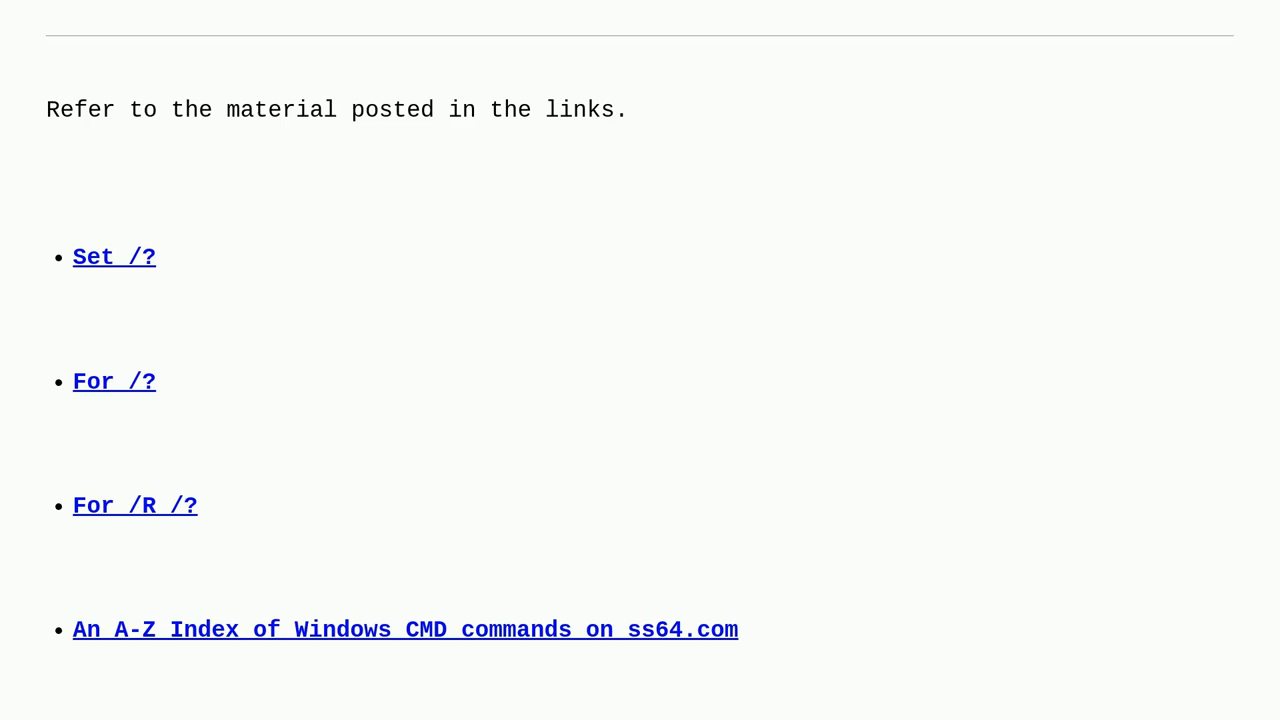 Refer to the material posted in the links.
Set /?
For /?
For /R /?
An A-Z Index of Windows CMD commands on ss64.com